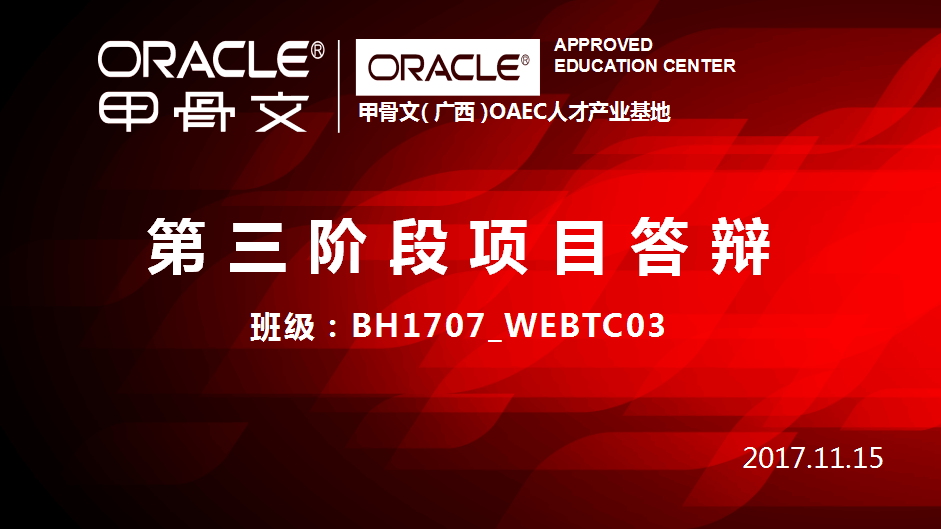 ORACLE®
甲骨文
ORACLE®
APPROVED
EDUCATION CENTER
甲骨文(广西)OAEC人才产业基地
第三阶段项目答辩
班级：BH1707_WEBTC03
2017.11.15